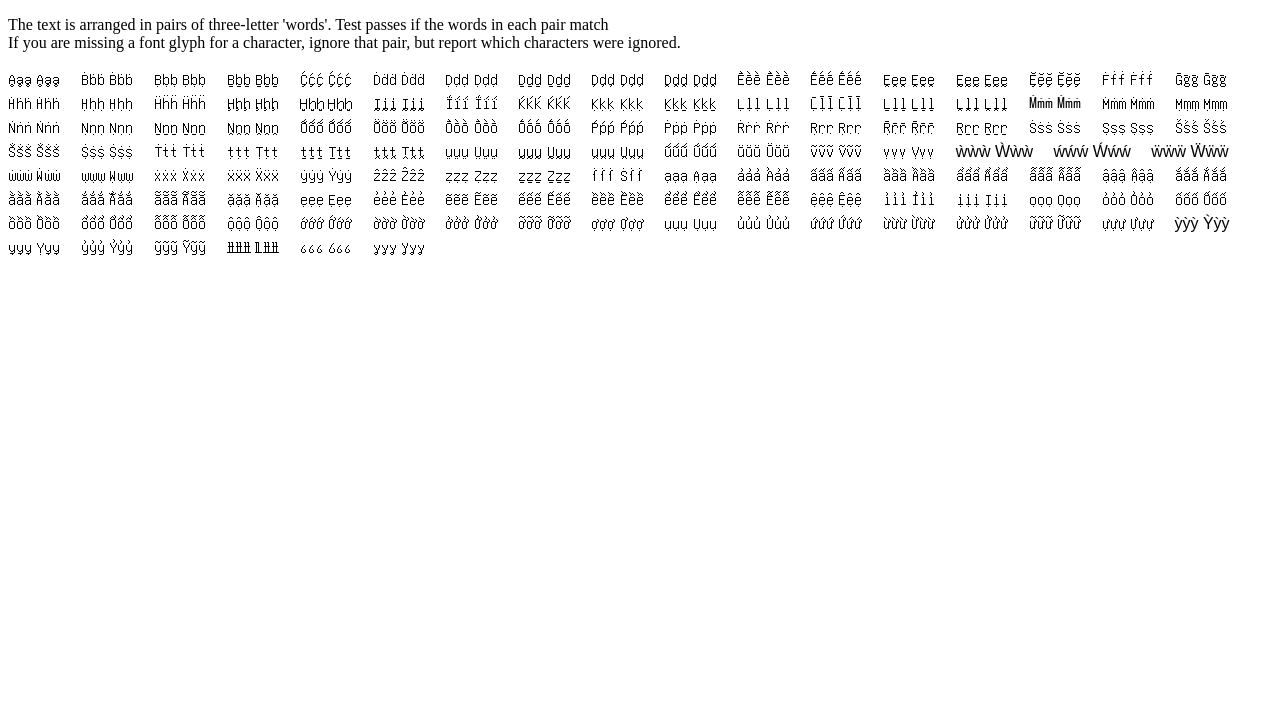 The text is arranged in pairs of three-letter 'words'. Test passes if the words in each pair match
If you are missing a font glyph for a character, ignore that pair, but report which characters were ignored.
Ḁḁḁ Ḁḁḁ Ḃḃḃ Ḃḃḃ Ḅḅḅ Ḅḅḅ Ḇḇḇ Ḇḇḇ Ḉḉḉ Ḉḉḉ Ḋḋḋ Ḋḋḋ Ḍḍḍ Ḍḍḍ Ḏḏḏ Ḏḏḏ Ḑḑḑ Ḑḑḑ Ḓḓḓ Ḓḓḓ Ḕḕḕ Ḕḕḕ Ḗḗḗ Ḗḗḗ Ḙḙḙ Ḙḙḙ Ḛḛḛ Ḛḛḛ Ḝḝḝ Ḝḝḝ Ḟḟḟ Ḟḟḟ Ḡḡḡ Ḡḡḡ
Ḣḣḣ Ḣḣḣ Ḥḥḥ Ḥḥḥ Ḧḧḧ Ḧḧḧ Ḩḩḩ Ḩḩḩ Ḫḫḫ Ḫḫḫ Ḭḭḭ Ḭḭḭ Ḯḯḯ Ḯḯḯ Ḱḱḱ Ḱḱḱ Ḳḳḳ Ḳḳḳ Ḵḵḵ Ḵḵḵ Ḷḷḷ Ḷḷḷ Ḹḹḹ Ḹḹḹ Ḻḻḻ Ḻḻḻ Ḽḽḽ Ḽḽḽ Ḿḿḿ Ḿḿḿ Ṁṁṁ Ṁṁṁ Ṃṃṃ Ṃṃṃ
Ṅṅṅ Ṅṅṅ Ṇṇṇ Ṇṇṇ Ṉṉṉ Ṉṉṉ Ṋṋṋ Ṋṋṋ Ṍṍṍ Ṍṍṍ Ṏṏṏ Ṏṏṏ Ṑṑṑ Ṑṑṑ Ṓṓṓ Ṓṓṓ Ṕṕṕ Ṕṕṕ Ṗṗṗ Ṗṗṗ Ṙṙṙ Ṙṙṙ Ṛṛṛ Ṛṛṛ Ṝṝṝ Ṝṝṝ Ṟṟṟ Ṟṟṟ Ṡṡṡ Ṡṡṡ Ṣṣṣ Ṣṣṣ Ṥṥṥ Ṥṥṥ
Ṧṧṧ Ṧṧṧ Ṩṩṩ Ṩṩṩ Ṫṫṫ Ṫṫṫ ṭṭṭ Ṭṭṭ ṯṯṯ Ṯṯṯ ṱṱṱ Ṱṱṱ ṳṳṳ Ṳṳṳ ṵṵṵ Ṵṵṵ ṷṷṷ Ṷṷṷ ṹṹṹ Ṹṹṹ ṻṻṻ Ṻṻṻ ṽṽṽ Ṽṽṽ ṿṿṿ Ṿṿṿ ẁẁẁ Ẁẁẁ ẃẃẃ Ẃẃẃ ẅẅẅ Ẅẅẅ
ẇẇẇ Ẇẇẇ ẉẉẉ Ẉẉẉ ẋẋẋ Ẋẋẋ ẍẍẍ Ẍẍẍ ẏẏẏ Ẏẏẏ ẑẑẑ Ẑẑẑ ẓẓẓ Ẓẓẓ ẕẕẕ Ẕẕẕ ẛẛẛ Ṡẛẛ ạạạ Ạạạ ảảả Ảảả ấấấ Ấấấ ầầầ Ầầầ ẩẩẩ Ẩẩẩ ẫẫẫ Ẫẫẫ ậậậ Ậậậ ắắắ Ắắắ
ằằằ Ằằằ ẳẳẳ Ẳẳẳ ẵẵẵ Ẵẵẵ ặặặ Ặặặ ẹẹẹ Ẹẹẹ ẻẻẻ Ẻẻẻ ẽẽẽ Ẽẽẽ ếếế Ếếế ềềề Ềềề ểểể Ểểể ễễễ Ễễễ ệệệ Ệệệ ỉỉỉ Ỉỉỉ ịịị Ịịị ọọọ Ọọọ ỏỏỏ Ỏỏỏ ốốố Ốốố
ồồồ Ồồồ ổổổ Ổổổ ỗỗỗ Ỗỗỗ ộộộ Ộộộ ớớớ Ớớớ ờờờ Ờờờ ởởở Ởởở ỡỡỡ Ỡỡỡ ợợợ Ợợợ ụụụ Ụụụ ủủủ Ủủủ ứứứ Ứứứ ừừừ Ừừừ ửửử Ửửử ữữữ Ữữữ ựựự Ựựự ỳỳỳ Ỳỳỳ
ỵỵỵ Ỵỵỵ ỷỷỷ Ỷỷỷ ỹỹỹ Ỹỹỹ ỻỻỻ Ỻỻỻ ỽỽỽ Ỽỽỽ ỿỿỿ Ỿỿỿ